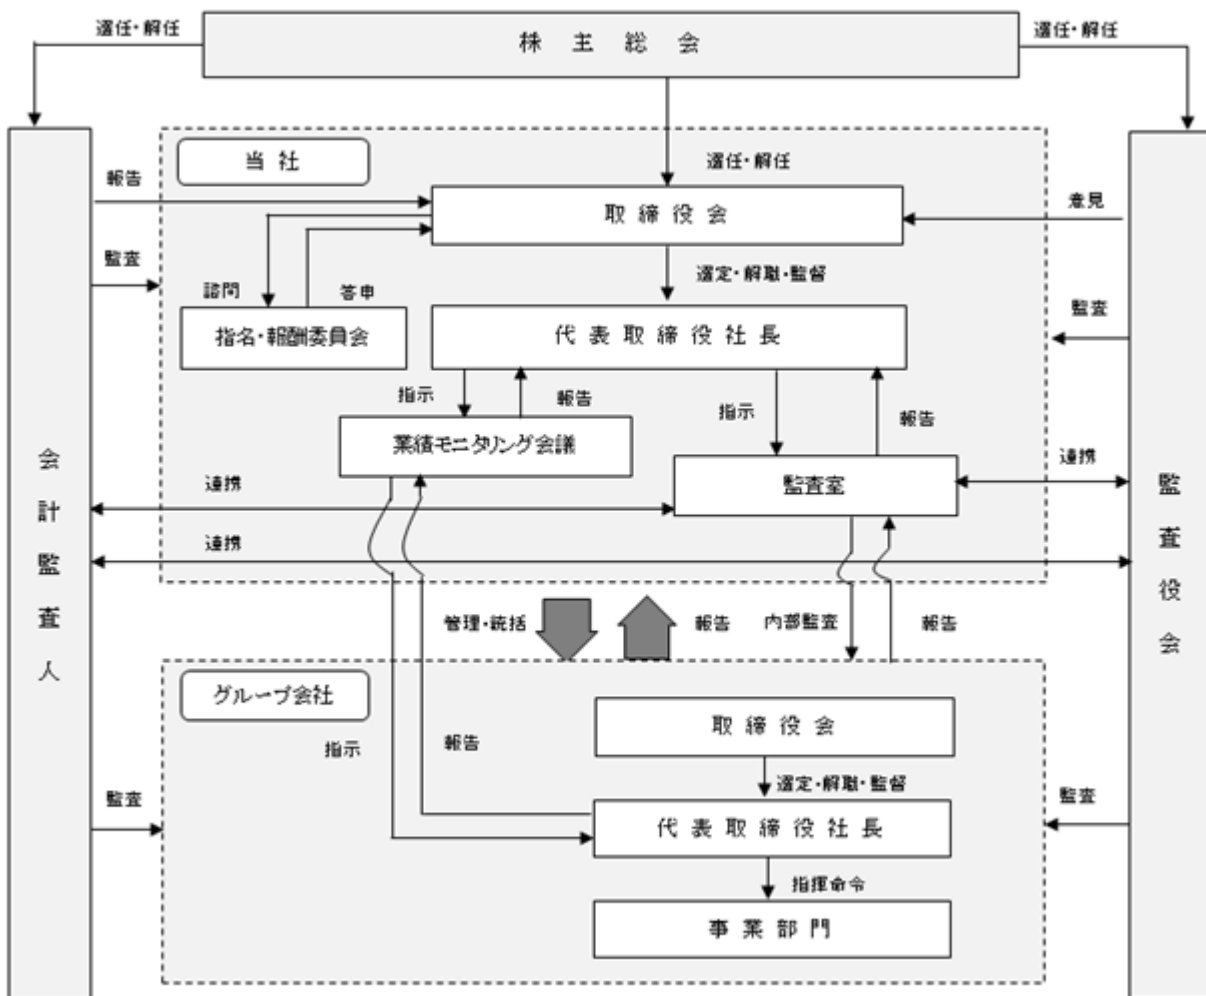 選任・解任
株主総会
選任・解任
当社
選任・解任
報告
取締役会
意見
監査
選定・解職・監督
諮問
答申
監査
指名・報酬委員会
代表取締役社長
指示
報告
指示
報告
業績モニタリング会議
会計監査人
連携
監査室
連携
監査役会
連携
管理・統括
報告
内部監査
報告
グループ会社
取締役会
指示
報告
選定・解職・監督
監査
代表取締役社長
監査
指揮命令
事業部門